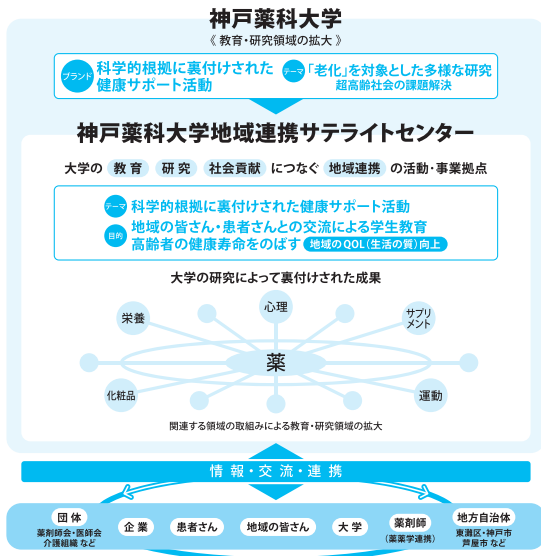 神戸薬科大学
《 教育・研究領域の拡大 》
ブランド 科学的根拠に裏付けされた
健康サポート活動
テーマ 「老化」を対象とした多様な研究
超高齢社会の課題解決
神戸薬科大学地域連携サテライトセンター
大学の 教育 研究 社会貢献 につなぐ 地域連携 の活動・事業拠点
テーマ 科学的根拠に裏付けされた健康サポート活動
目的 地域の皆さん・患者さんとの交流による学生教育
高齢者の健康寿命をのばす 地域のQOL(生活の質)向上
大学の研究によって裏付けされた成果
心理
栄養
サプリ
メント
薬
化粧品
運動
関連する領域の取組みによる教育・研究領域の拡大
情報・交流・連携
団体
薬剤師会・医師会
介護組織 など
企業
患者さん
地域の皆さん
大学
薬剤師
(薬薬学連携)
地方自治体
東灘区・神戸市
芦屋市 など